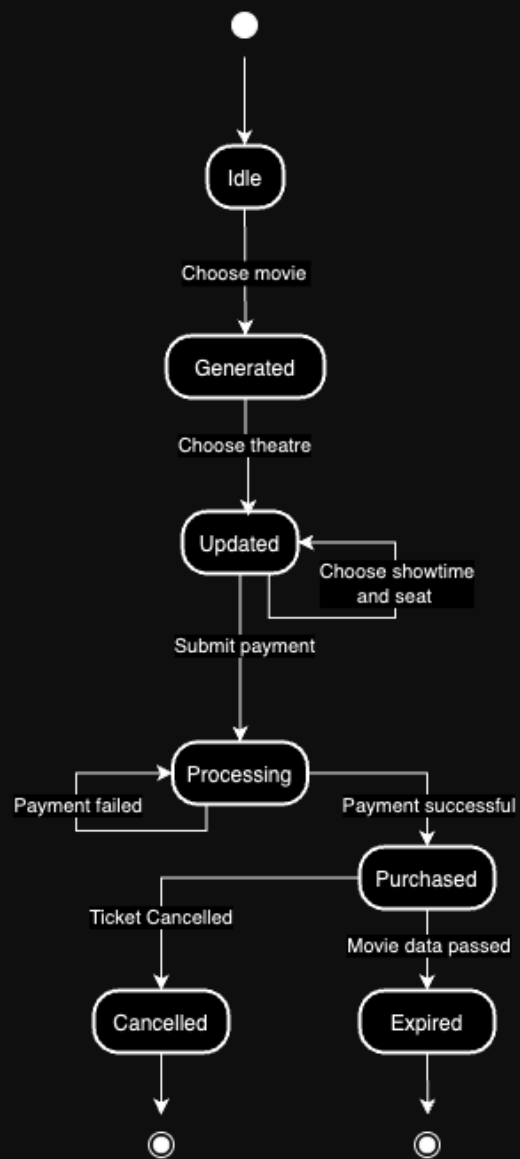 Idle
Choose movie
Generated
Choose theatre
Updated
Choose showtime
and seat
Submit payment
Processing
Payment failed
Payment successful
Purchased
Ticket Cancelled
Movie data passed
Cancelled
Expired